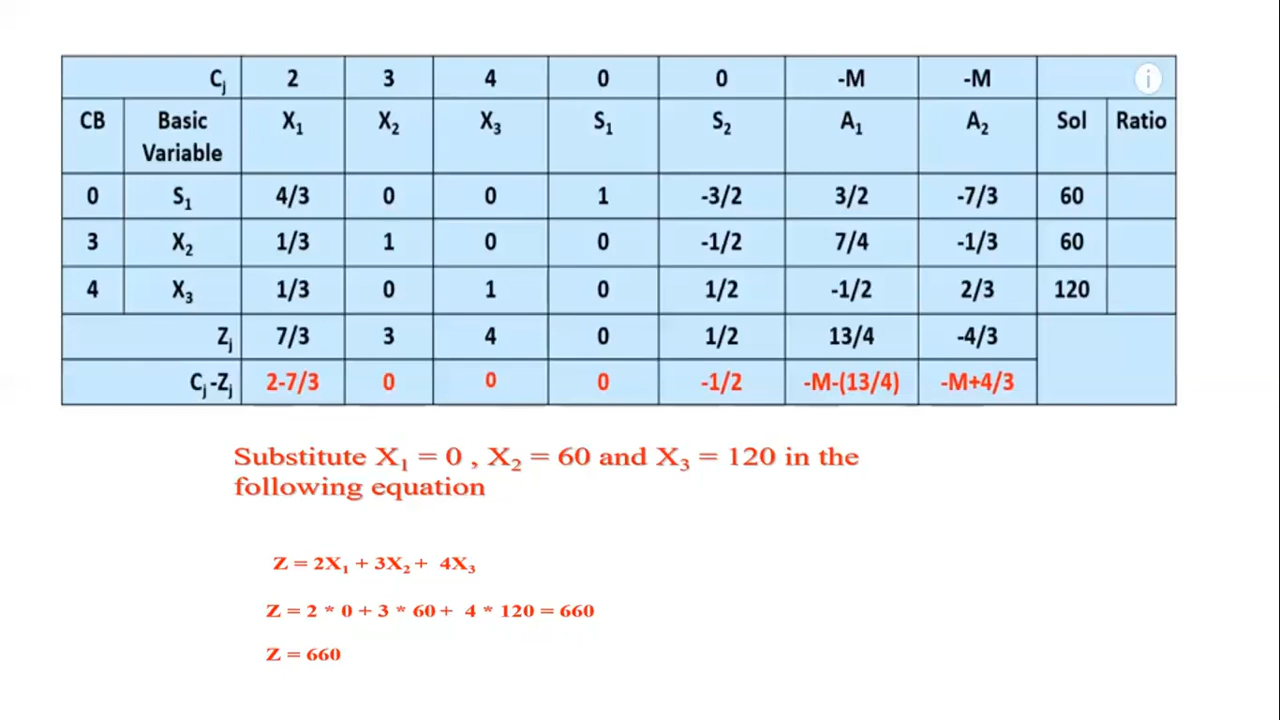 Cj 2 3 4 0 0 -M -M i
CB Basic Variable X1 X2 X3 S1 S2 A1 A2 Sol Ratio
0 S1 4/3 0 0 1 -3/2 3/2 -7/3 60
3 X2 1/3 1 0 0 -1/2 7/4 -1/3 60
4 X3 1/3 0 1 0 1/2 -1/2 2/3 120
Zj 7/3 3 4 0 1/2 13/4 -4/3
Cj -Zj 2-7/3 0 0 0 -1/2 -M-(13/4) -M+4/3
Substitute X1 = 0 , X2 = 60 and X3 = 120 in the
following equation
Z = 2X1 + 3X2 + 4X3
Z = 2 * 0 + 3 * 60 + 4 * 120 = 660
Z = 660